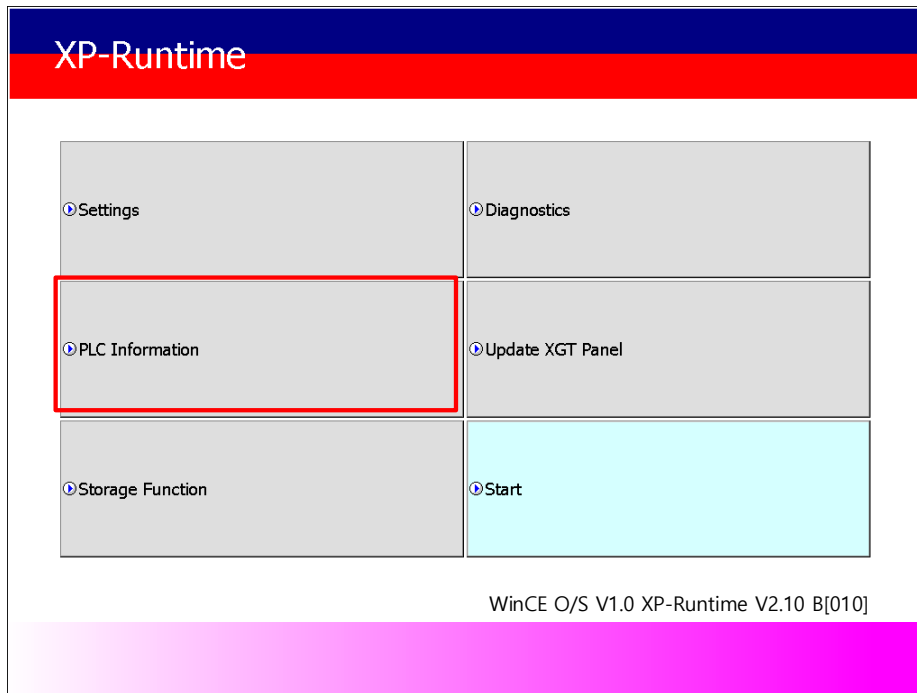 XP-Runtime
Settings
Diagnostics
PLC Information
Update XGT Panel
Storage Function
Start
WinCE O/S V1.0 XP-Runtime V2.10 B[010]